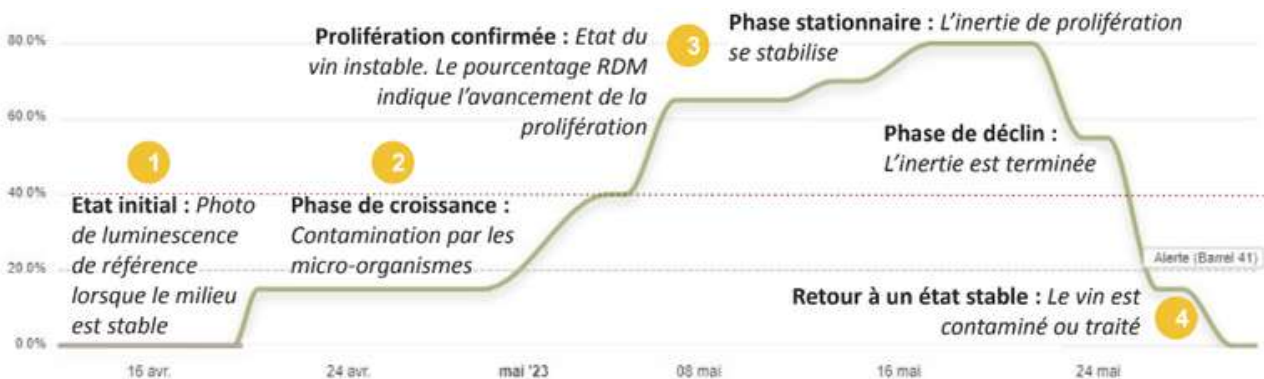 80.0%
60.0%
40.0%
20.0%
0.0%
1
Etat initial : Photo
de luminescence
de référence
lorsque le milieu
est stable
2
Phase de croissance :
Contamination par les
micro-organismes
Prolifération confirmée : Etat du
vin instable. Le pourcentage RDM
indique l’avancement de la
prolifération
3
Phase stationnaire : L’inertie de prolifération
se stabilise
Phase de déclin :
L’inertie est terminée
Alerte (Barrel 41)
Retour à un état stable : Le vin est
contaminé ou traité
4
16 avr.
24 avr.
mai '23
08 mai
16 mai
24 mai